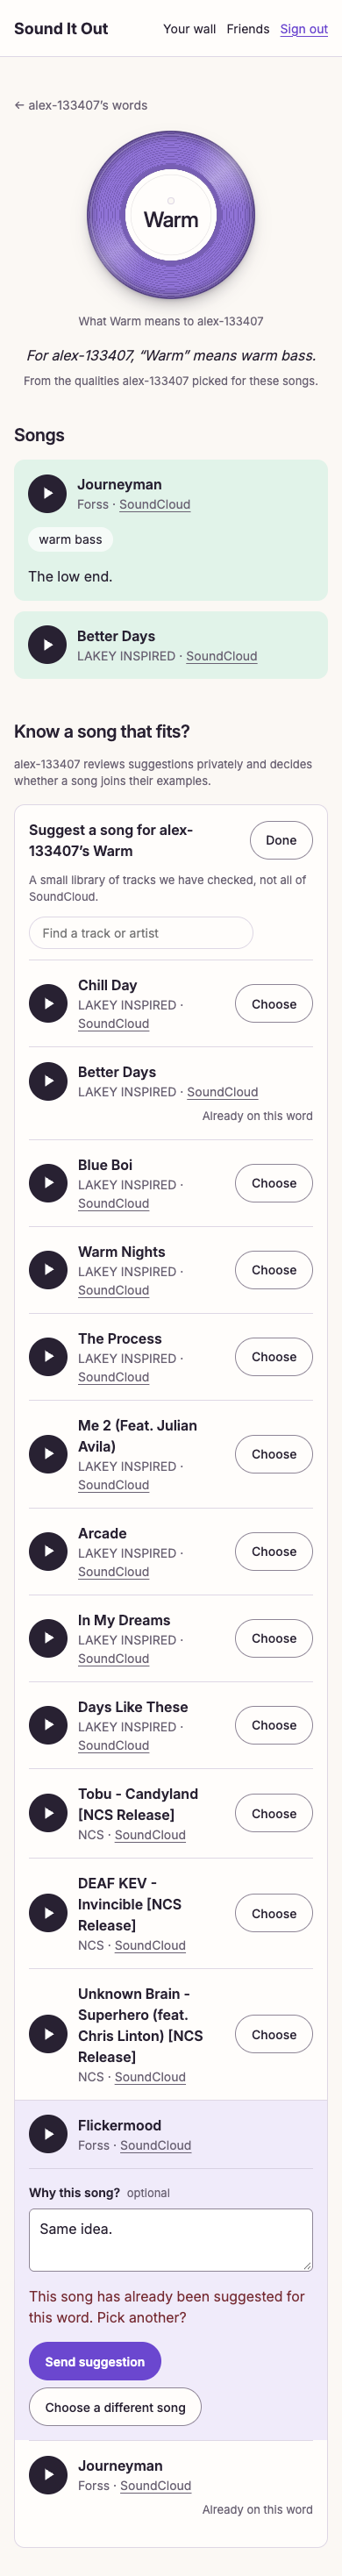 Sound It Out
Your wall Friends Sign out
← alex-133407’s words
Warm
What Warm means to alex-133407
For alex-133407, “Warm” means warm bass.
From the qualities alex-133407 picked for these songs.
Songs
Journeyman
Forss · SoundCloud
warm bass
The low end.
Better Days
LAKEY INSPIRED · SoundCloud
Know a song that fits?
alex-133407 reviews suggestions privately and decides
whether a song joins their examples.
Suggest a song for alex-
133407’s Warm
Done
A small library of tracks we have checked, not all of
SoundCloud.
Find a track or artist
Chill Day
LAKEY INSPIRED ·
SoundCloud
Choose
Better Days
LAKEY INSPIRED · SoundCloud
Already on this word
Blue Boi
LAKEY INSPIRED ·
SoundCloud
Choose
Warm Nights
LAKEY INSPIRED ·
SoundCloud
Choose
The Process
LAKEY INSPIRED ·
SoundCloud
Choose
Me 2 (Feat. Julian
Avila)
LAKEY INSPIRED ·
SoundCloud
Choose
Arcade
LAKEY INSPIRED ·
SoundCloud
Choose
In My Dreams
LAKEY INSPIRED ·
SoundCloud
Choose
Days Like These
LAKEY INSPIRED ·
SoundCloud
Choose
Tobu - Candyland
[NCS Release]
NCS · SoundCloud
Choose
DEAF KEV -
Invincible [NCS
Release]
NCS · SoundCloud
Choose
Unknown Brain -
Superhero (feat.
Chris Linton) [NCS
Release]
NCS · SoundCloud
Choose
Flickermood
Forss · SoundCloud
Why this song? optional
Same idea.
This song has already been suggested for
this word. Pick another?
Send suggestion
Choose a different song
Journeyman
Forss · SoundCloud
Already on this word